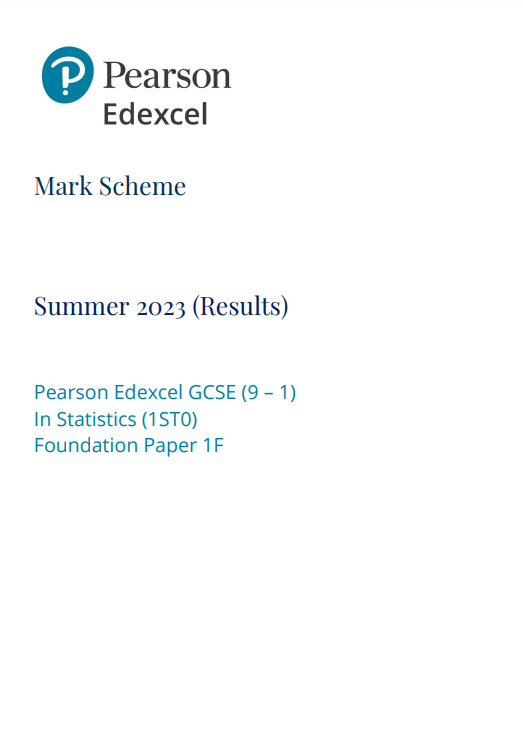 Pearson
Edexcel
Mark Scheme
Summer 2023 (Results)
Pearson Edexcel GCSE (9 – 1)
In Statistics (1ST0)
Foundation Paper 1F